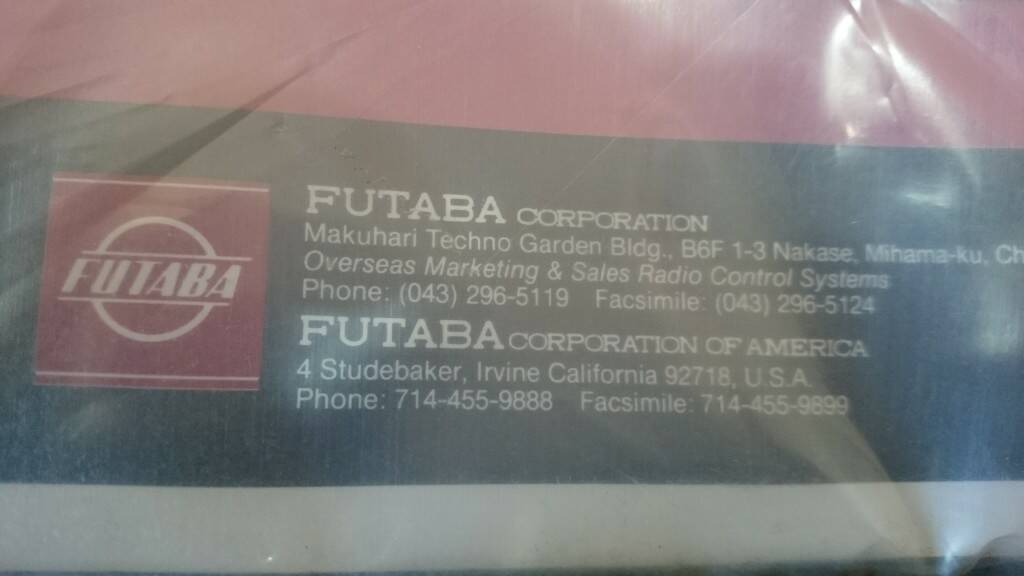 FUTABA
FUTABA CORPORATION
Makuhari Techno Garden Bldg., B6F 1-3 Nakase, Mihama-ku, Ch
Overseas Marketing & Sales Radio Control Systems
Phone: (043) 296-5119 Facsimile: (043) 296-5124
FUTABA CORPORATION OF AMERICA
4 Studebaker, Irvine California 92718, U.S.A.
Phone: 714-455-9888 Facsimile: 714-455-9899